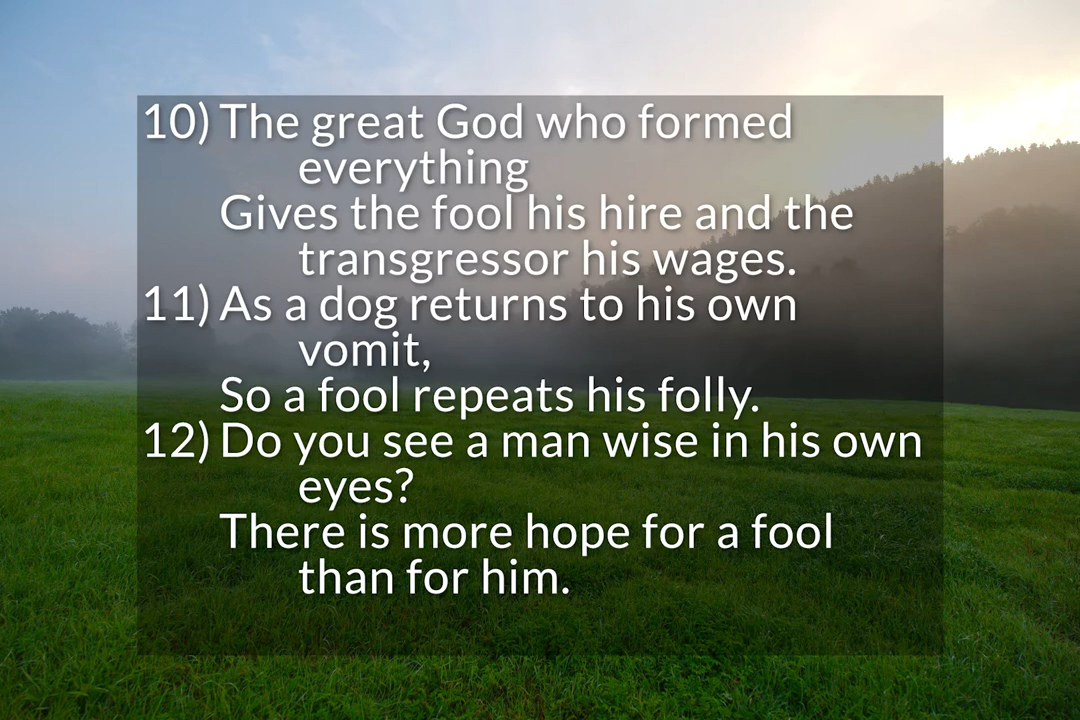 10) The great God who formed
everything
Gives the fool his hire and the
transgressor his wages.
11) As a dog returns to his own
vomit,
So a fool repeats his folly.
12) Do you see a man wise in his own
eyes?
There is more hope for a fool
than for him.